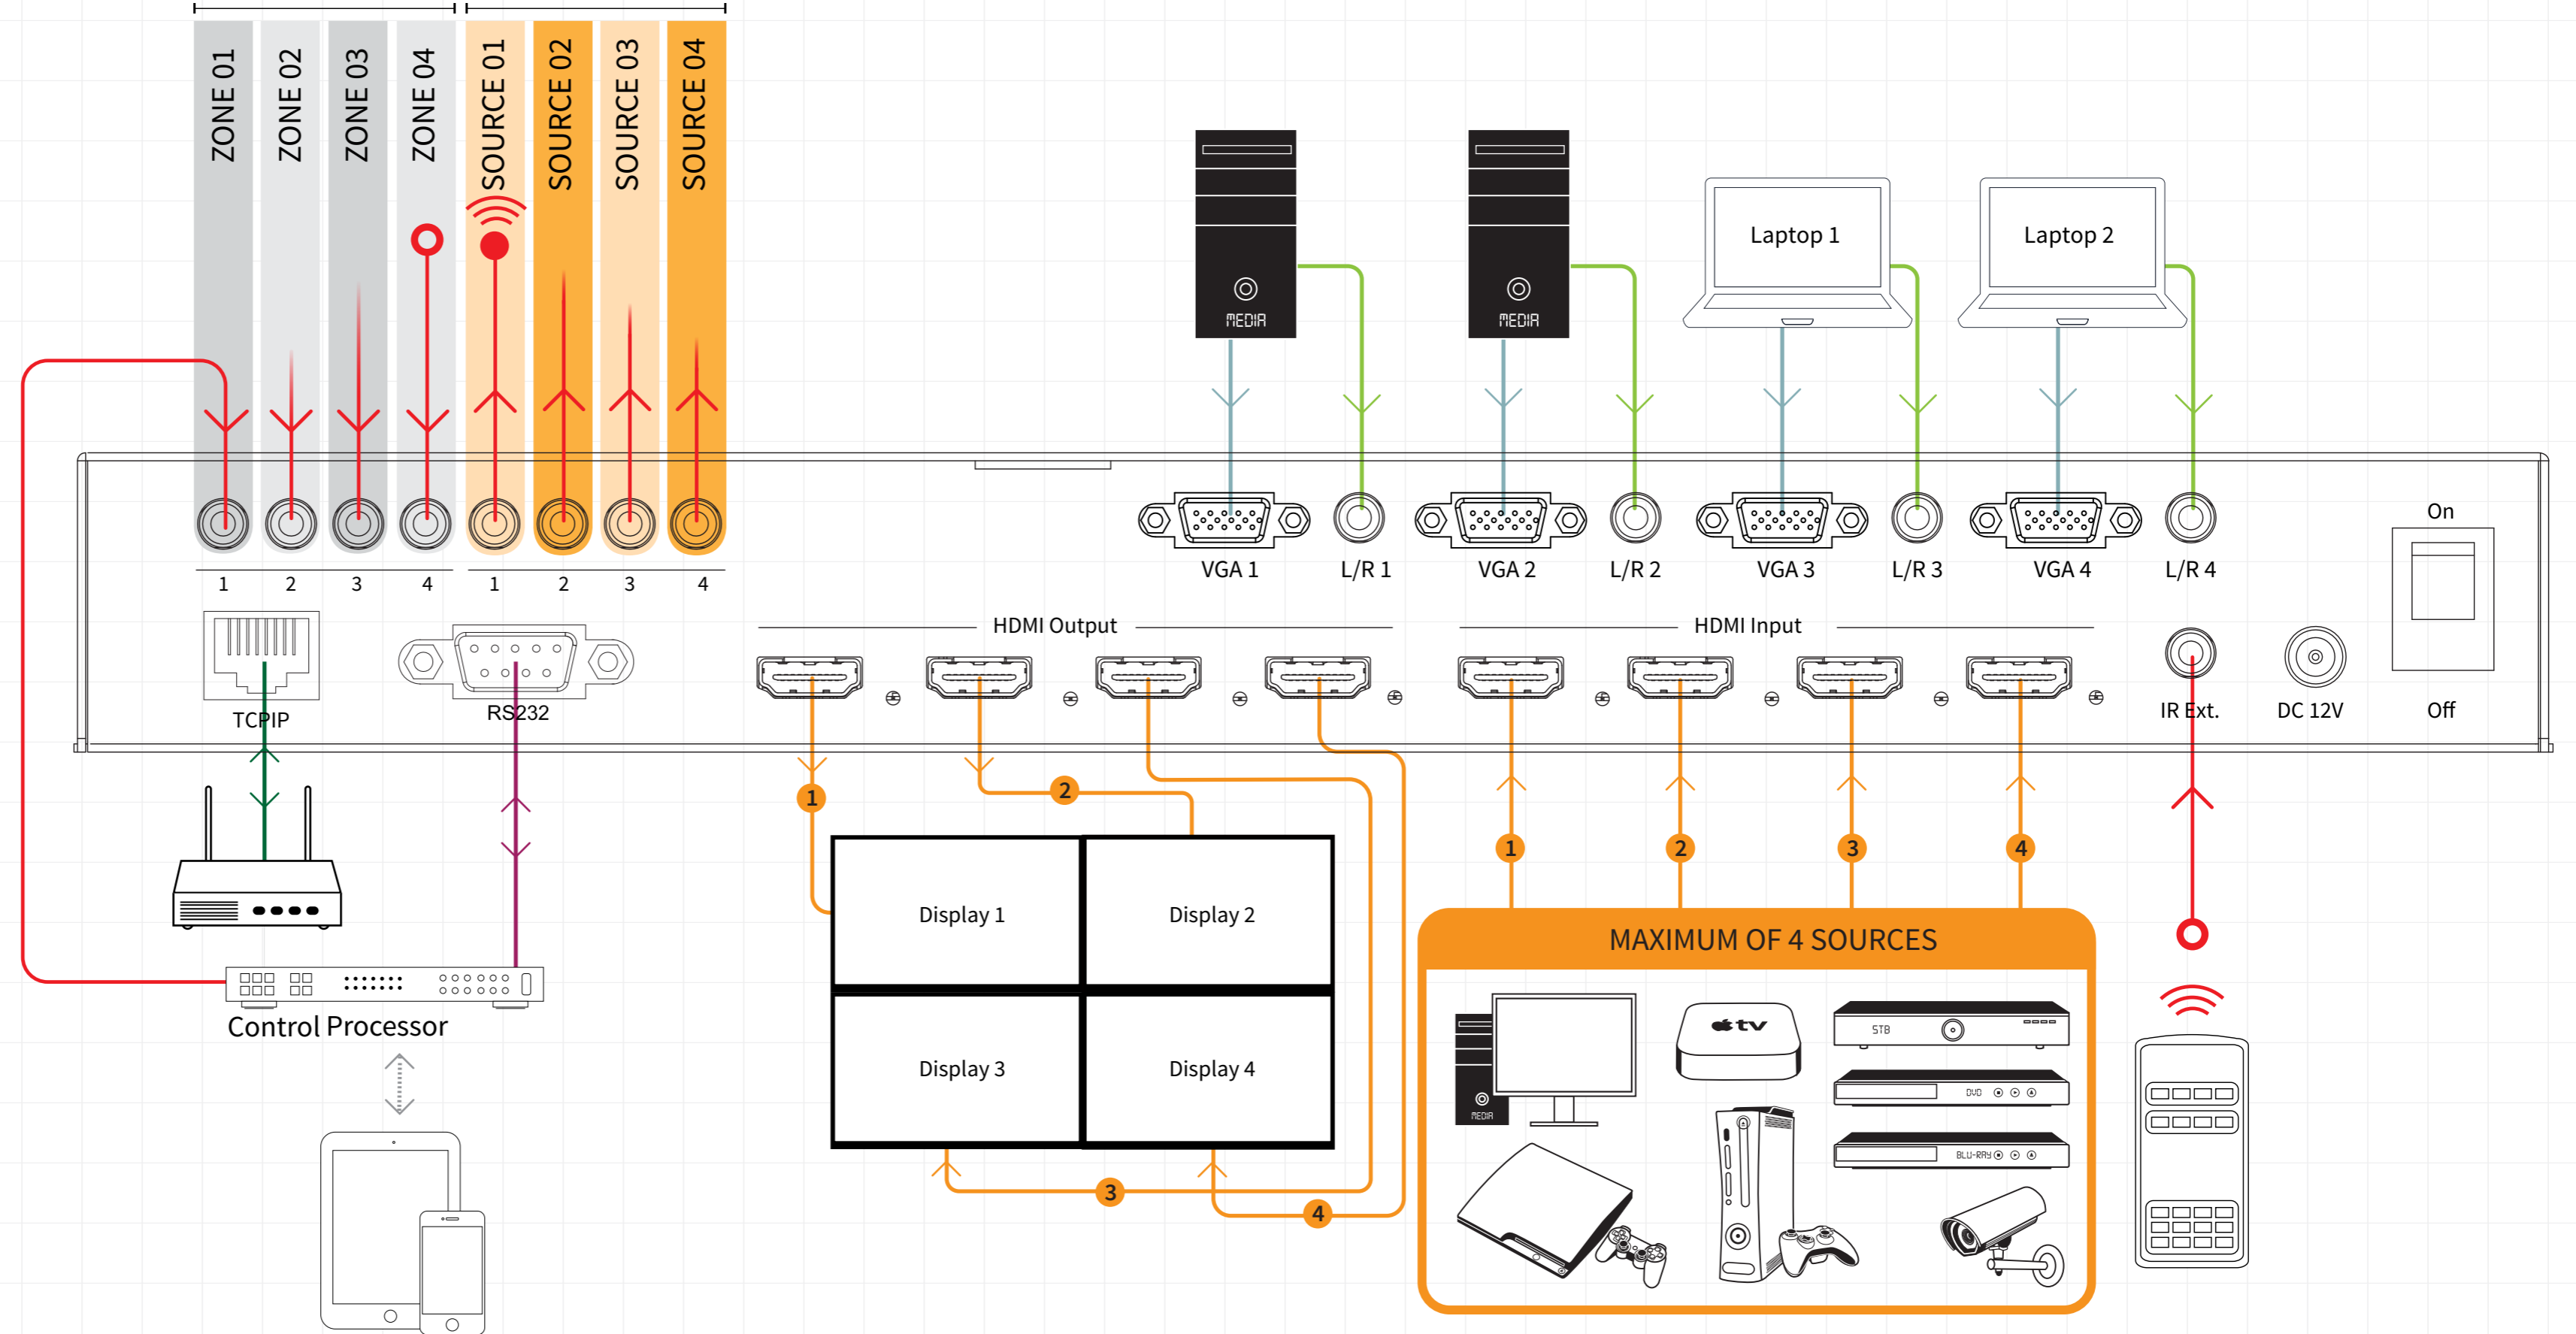 ZONE 01
ZONE 02
ZONE 03
ZONE 04
SOURCE 01
SOURCE 02
SOURCE 03
SOURCE 04
MEDIA
MEDIA
Laptop 1
Laptop 2
1 2 3 4 1 2 3 4
VGA 1 L/R 1 VGA 2 L/R 2 VGA 3 L/R 3 VGA 4 L/R 4
On
HDMI Output
HDMI Input
TCPIP
RS232
IR Ext.
DC 12V
Off
1
2
1
2
3
4
Display 1
Display 2
Display 3
Display 4
3
4
Control Processor
MAXIMUM OF 4 SOURCES
MEDIA
tv
STB
DVD
BLU-RAY